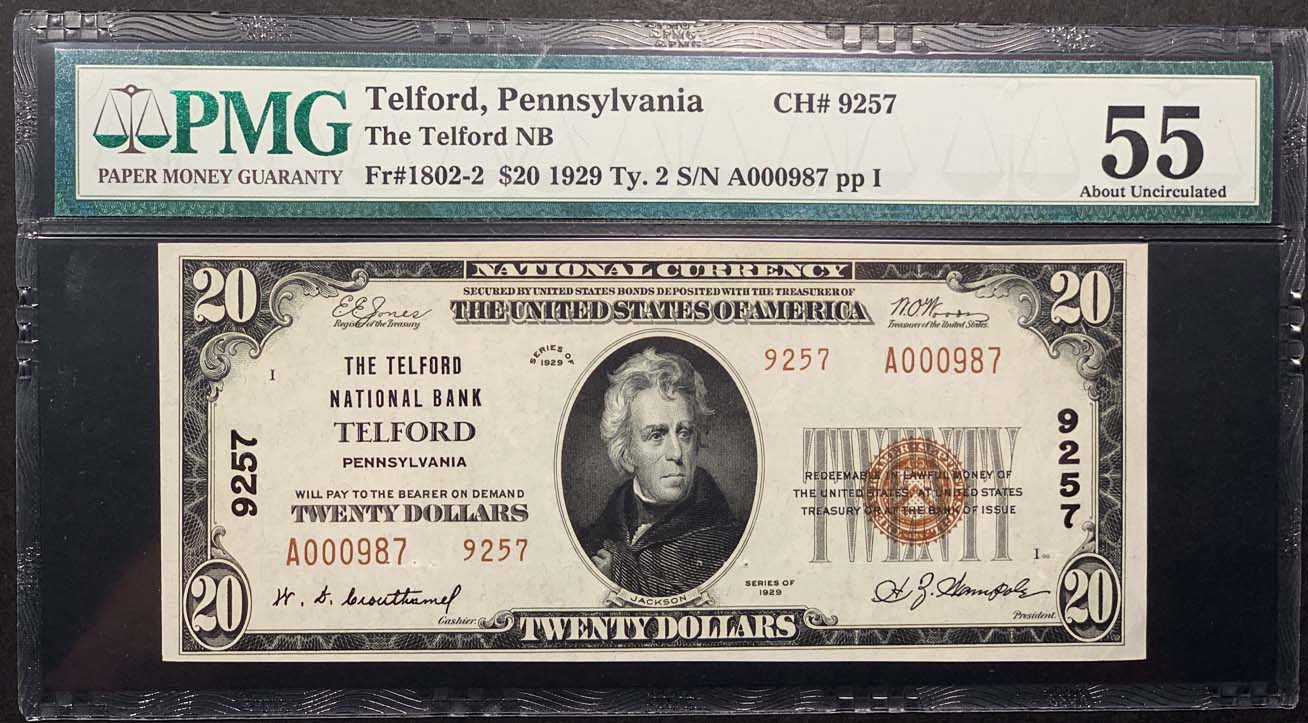 PMG
PAPER MONEY GUARANTY
Telford, Pennsylvania CH# 9257
The Telford NB
Fr#1802-2 $20 1929 Ty. 2 S/N A000987 pp I
55
About Uncirculated
20 NATIONAL CURRENCY 20
SECURED BY UNITED STATES BONDS DEPOSITED WITH THE TREASURER OF
THE UNITED STATES OF AMERICA
E E Jones
Register of the Treasury
W.O. Woods
Treasurer of the United States.
SERIES OF
1929
9257 A000987
I
THE TELFORD
NATIONAL BANK
TELFORD
PENNSYLVANIA
9257
WILL PAY TO THE BEARER ON DEMAND
TWENTY DOLLARS
A000987 9257
W. D. Crouthamel
Cashier.
JACKSON
TWENTY
REDEEMABLE IN LAWFUL MONEY OF
THE UNITED STATES AT UNITED STATES
TREASURY OR AT THE BANK OF ISSUE
9257
I
SERIES OF
1929
H. Z. Wampole
President.
20 TWENTY DOLLARS 20